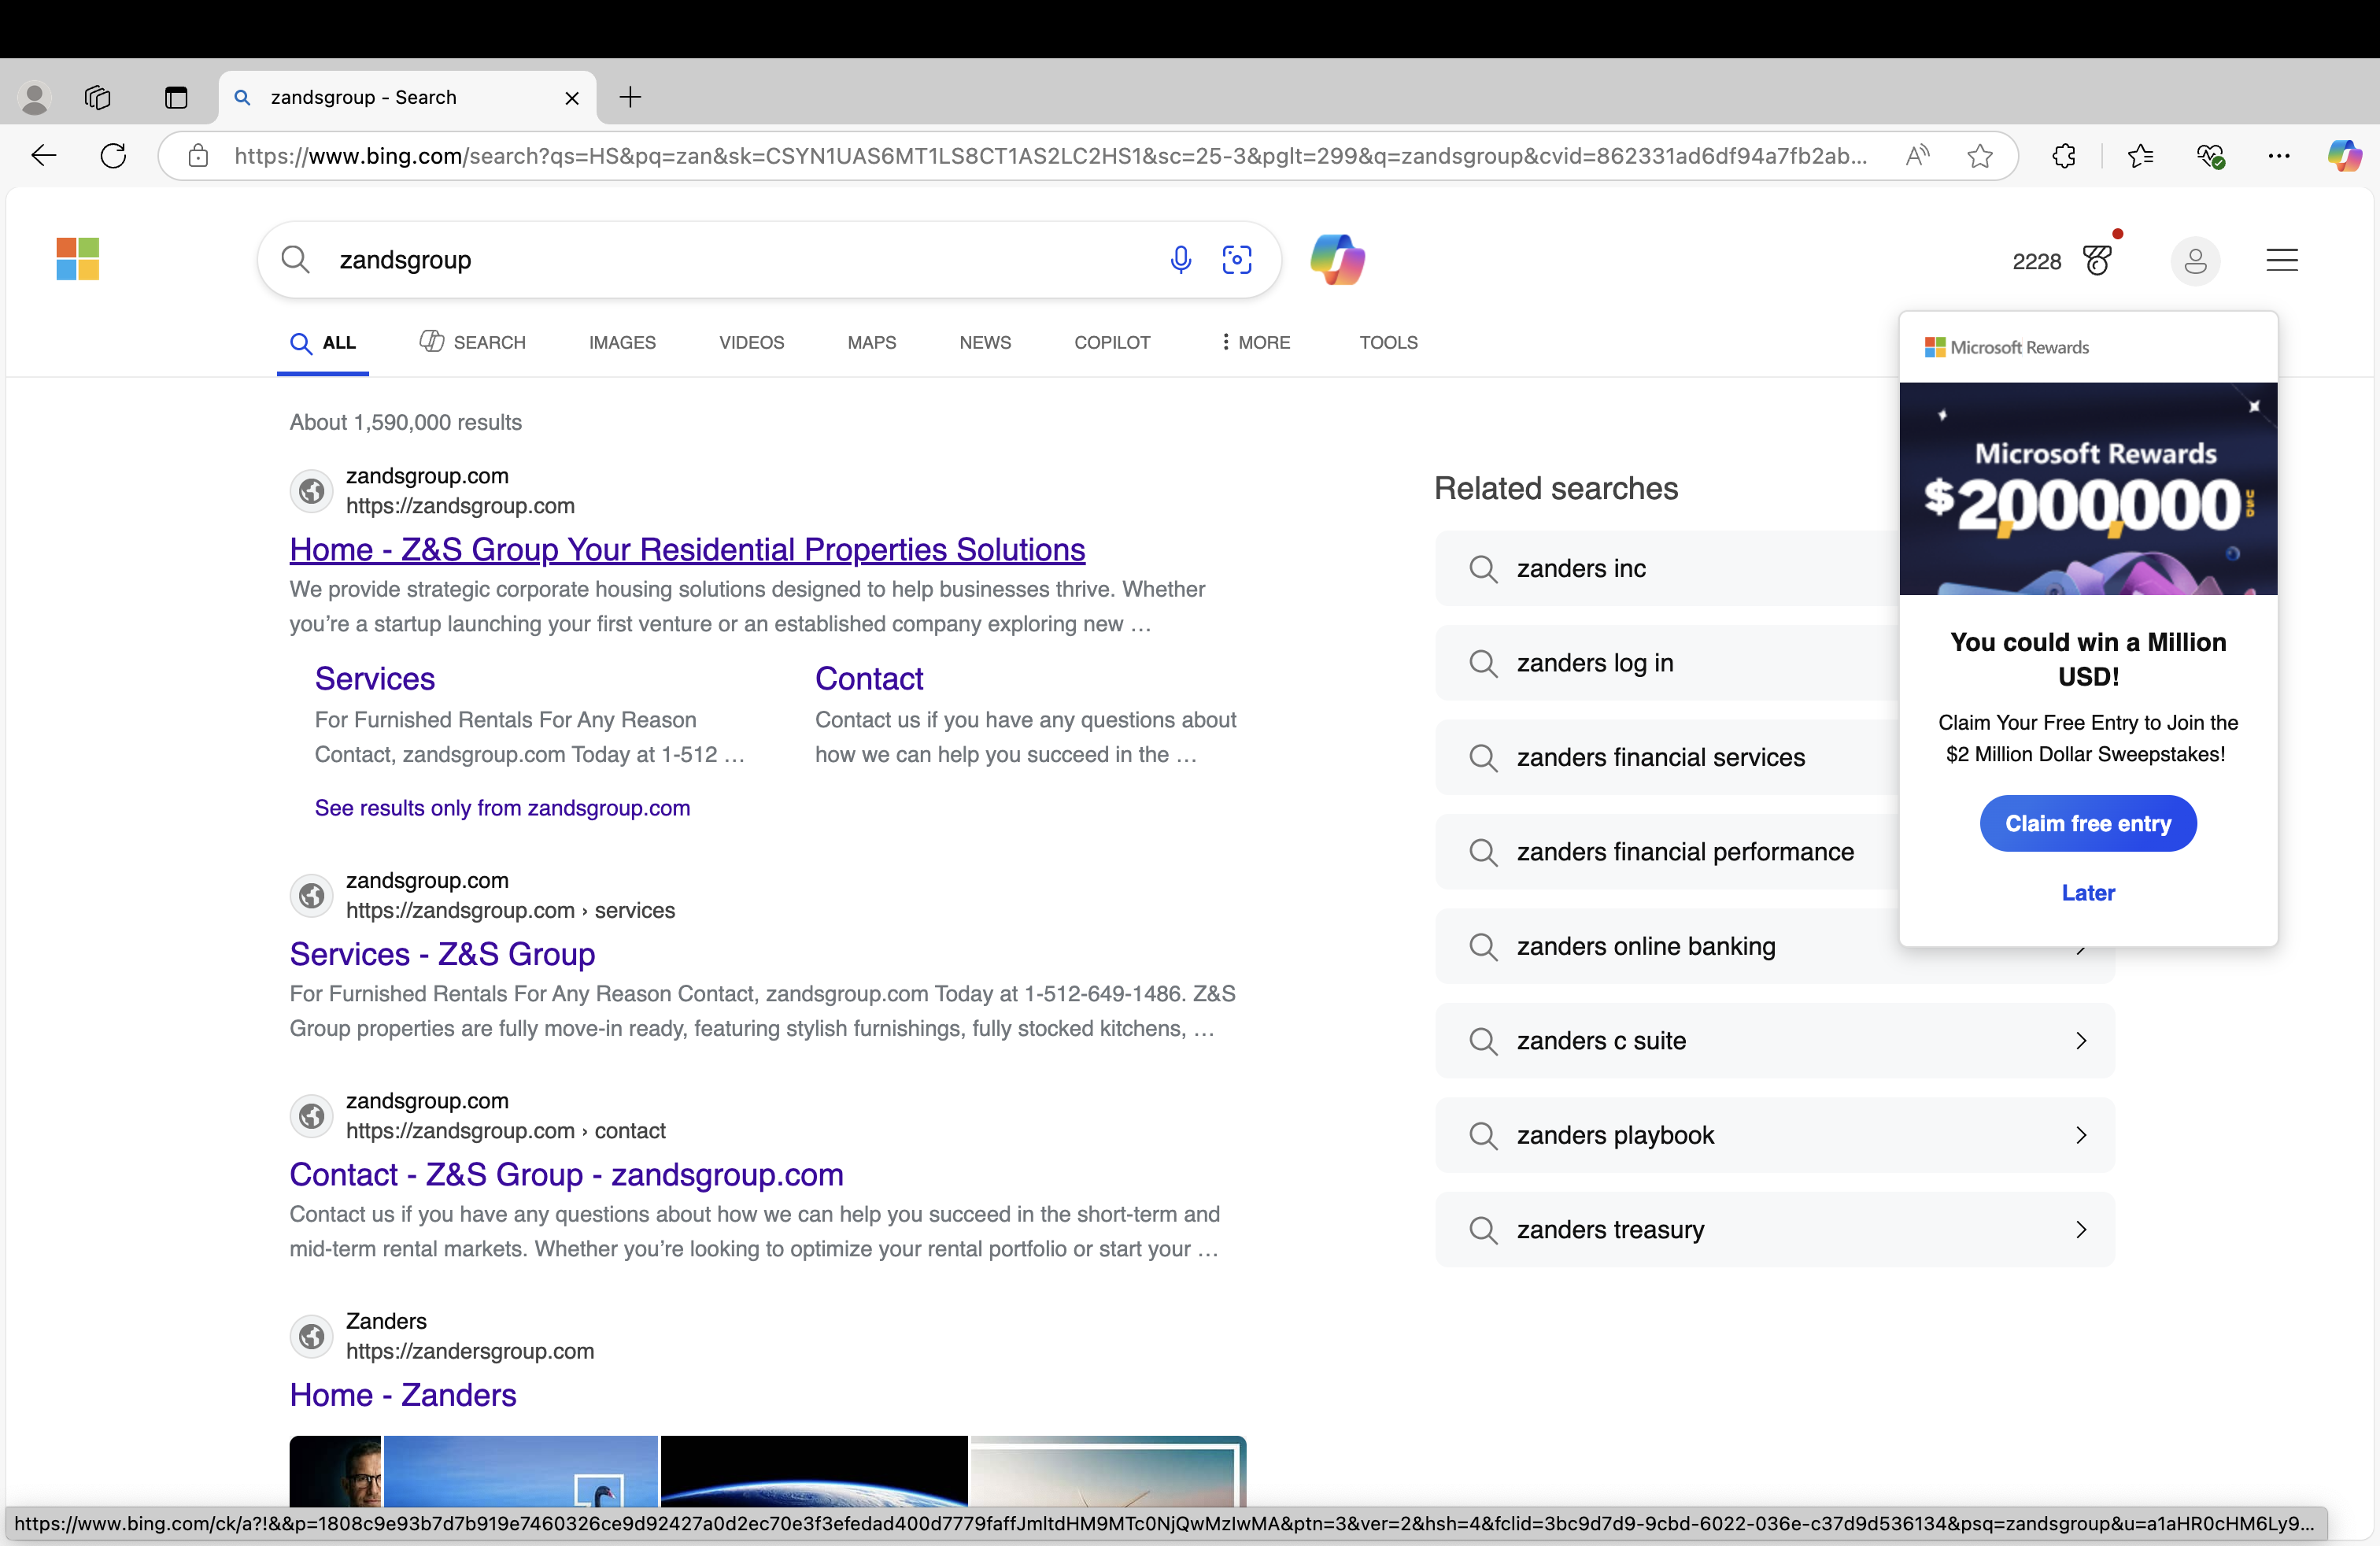 zandsgroup - Search
https://www.bing.com/search?qs=HS&pq=zan&sk=CSYN1UAS6MT1LS8CT1AS2LC2HS1&sc=25-3&pglt=299&q=zandsgroup&cvid=862331ad6df94a7fb2ab...
zandsgroup
2228
ALL
SEARCH
IMAGES
VIDEOS
MAPS
NEWS
COPILOT
MORE
TOOLS
About 1,590,000 results
zandsgroup.com
https://zandsgroup.com
Home - Z&S Group Your Residential Properties Solutions
We provide strategic corporate housing solutions designed to help businesses thrive. Whether
you’re a startup launching your first venture or an established company exploring new …
Services
For Furnished Rentals For Any Reason
Contact, zandsgroup.com Today at 1-512 …
Contact
Contact us if you have any questions about
how we can help you succeed in the …
See results only from zandsgroup.com
zandsgroup.com
https://zandsgroup.com › services
Services - Z&S Group
For Furnished Rentals For Any Reason Contact, zandsgroup.com Today at 1-512-649-1486. Z&S
Group properties are fully move-in ready, featuring stylish furnishings, fully stocked kitchens, …
zandsgroup.com
https://zandsgroup.com › contact
Contact - Z&S Group - zandsgroup.com
Contact us if you have any questions about how we can help you succeed in the short-term and
mid-term rental markets. Whether you’re looking to optimize your rental portfolio or start your …
Zanders
https://zandersgroup.com
Home - Zanders
Related searches
zanders inc
zanders log in
zanders financial services
zanders financial performance
zanders online banking
zanders c suite
zanders playbook
zanders treasury
Microsoft Rewards
Microsoft Rewards
$2,000,000 USD
You could win a Million
USD!
Claim Your Free Entry to Join the
$2 Million Dollar Sweepstakes!
Claim free entry
Later
https://www.bing.com/ck/a?!&&p=1808c9e93b7d7b919e7460326ce9d92427a0d2ec70e3f3efedad400d7779faffJmltdHM9MTc0NjQwMzIwMA&ptn=3&ver=2&hsh=4&fclid=3bc9d7d9-9cbd-6022-036e-c37d9d536134&psq=zandsgroup&u=a1aHR0cHM6Ly9...